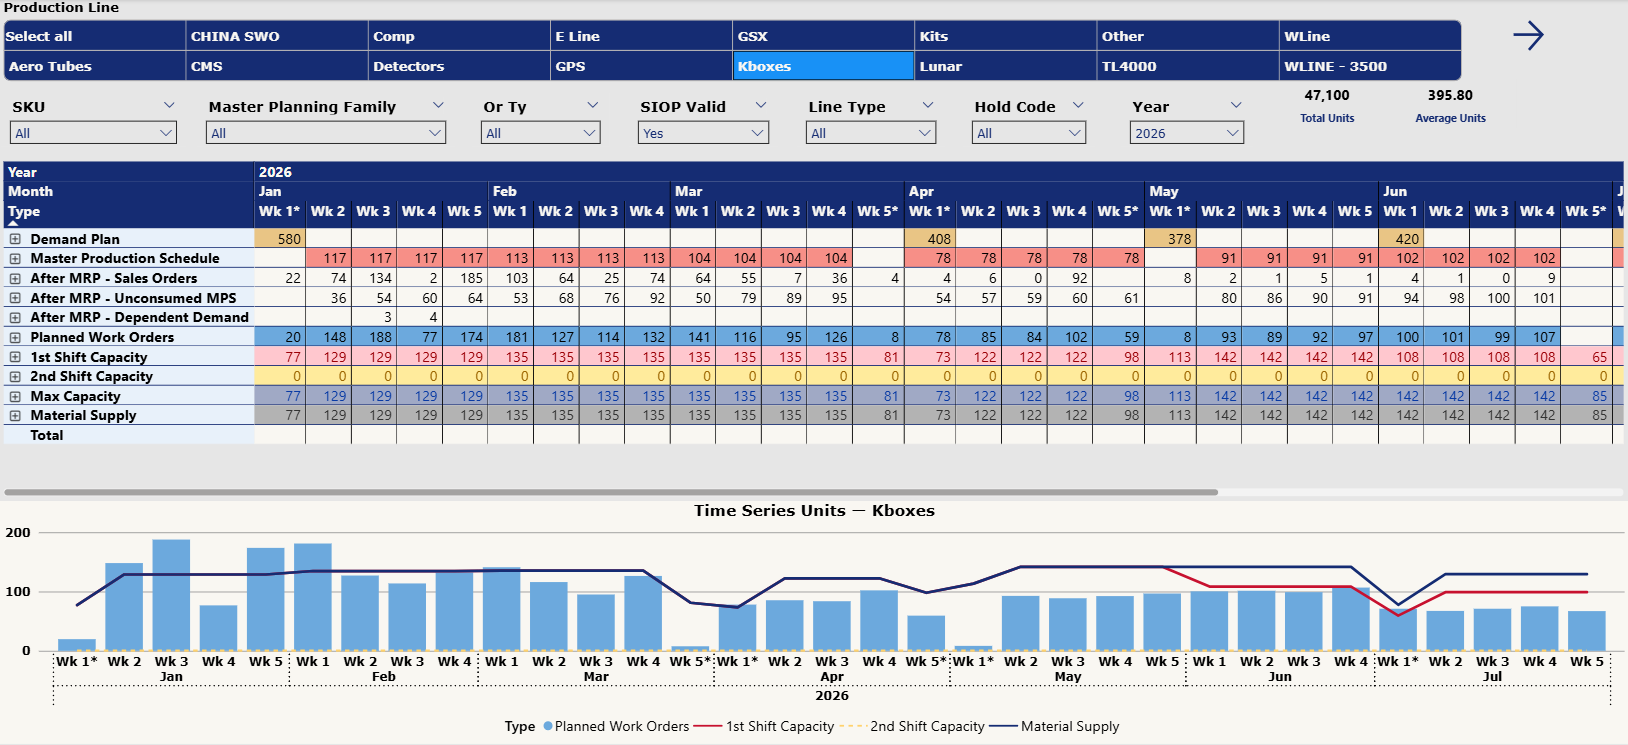 Production Line
Select all CHINA SWO Comp E Line GSX Kits Other WLine
Aero Tubes CMS Detectors GPS Kboxes Lunar TL4000 WLINE - 3500
SKU Master Planning Family Or Ty SIOP Valid Line Type Hold Code Year
All All All Yes All All 2026
47,100 395.80
Total Units Average Units
Year 2026
Month Jan Feb Mar Apr May Jun J
Type Wk 1* Wk 2 Wk 3 Wk 4 Wk 5 Wk 1 Wk 2 Wk 3 Wk 4 Wk 1 Wk 2 Wk 3 Wk 4 Wk 5* Wk 1* Wk 2 Wk 3 Wk 4 Wk 5* Wk 1* Wk 2 Wk 3 Wk 4 Wk 5 Wk 1 Wk 2 Wk 3 Wk 4 Wk 5*
Demand Plan 580 408 378 420
Master Production Schedule 117 117 117 117 113 113 113 113 104 104 104 104 78 78 78 78 78 91 91 91 91 102 102 102 102
After MRP - Sales Orders 22 74 134 2 185 103 64 25 74 64 55 7 36 4 4 6 0 92 8 2 1 5 1 4 1 0 9
After MRP - Unconsumed MPS 36 54 60 64 53 68 76 92 50 79 89 95 54 57 59 60 61 80 86 90 91 94 98 100 101
After MRP - Dependent Demand 3 4
Planned Work Orders 20 148 188 77 174 181 127 114 132 141 116 95 126 8 78 85 84 102 59 8 93 89 92 97 100 101 99 107
1st Shift Capacity 77 129 129 129 129 135 135 135 135 135 135 135 135 81 73 122 122 122 98 113 142 142 142 142 108 108 108 108 65
2nd Shift Capacity 0 0 0 0 0 0 0 0 0 0 0 0 0 0 0 0 0 0 0 0 0 0 0 0 0 0 0 0 0
Max Capacity 77 129 129 129 129 135 135 135 135 135 135 135 135 81 73 122 122 122 98 113 142 142 142 142 142 142 142 142 85
Material Supply 77 129 129 129 129 135 135 135 135 135 135 135 135 81 73 122 122 122 98 113 142 142 142 142 142 142 142 142 85
Total
Time Series Units — Kboxes
200
100
0
Wk 1* Wk 2 Wk 3 Wk 4 Wk 5 Wk 1 Wk 2 Wk 3 Wk 4 Wk 1 Wk 2 Wk 3 Wk 4 Wk 5* Wk 1* Wk 2 Wk 3 Wk 4 Wk 5* Wk 1* Wk 2 Wk 3 Wk 4 Wk 5 Wk 1 Wk 2 Wk 3 Wk 4 Wk 1* Wk 2 Wk 3 Wk 4 Wk 5
Jan Feb Mar Apr May Jun Jul
2026
Type Planned Work Orders 1st Shift Capacity 2nd Shift Capacity Material Supply